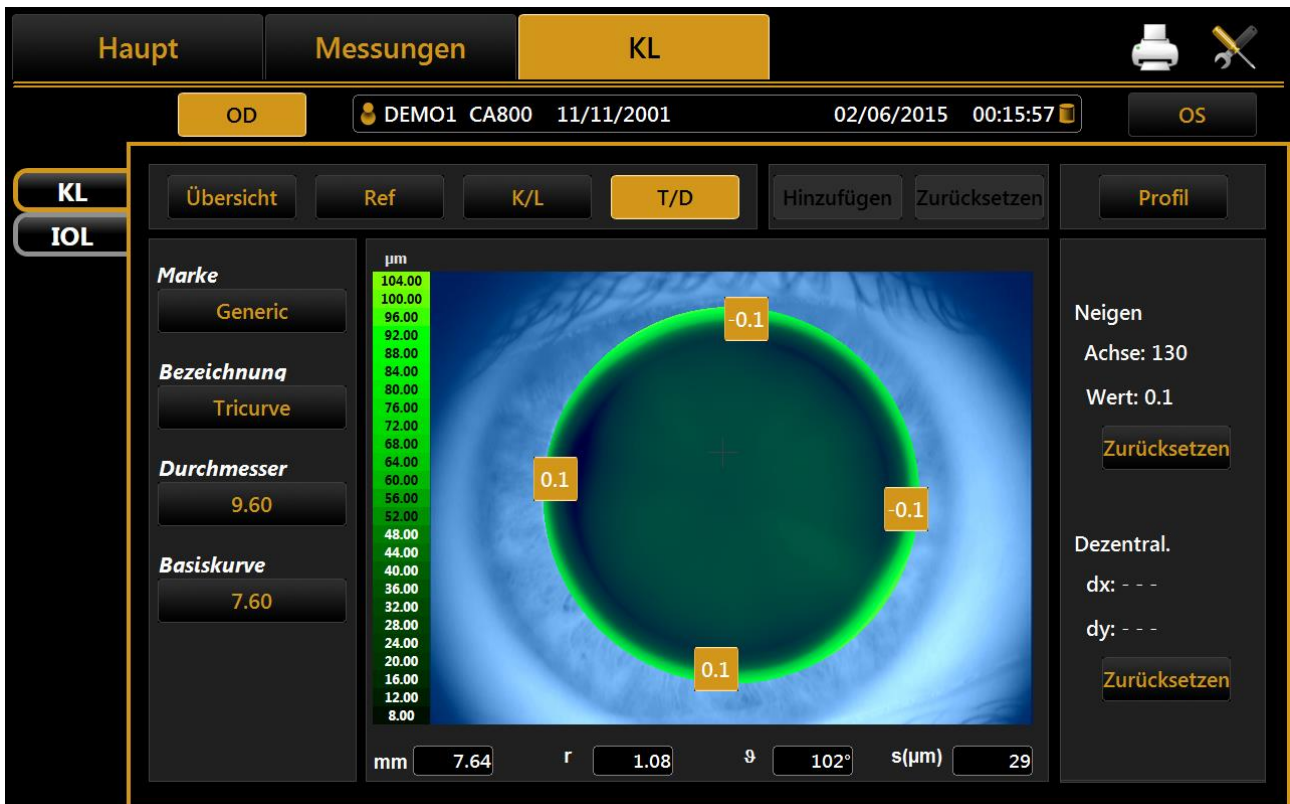 Haupt Messungen KL
OD DEMO1 CA800 11/11/2001 02/06/2015 00:15:57 OS
KL
IOL
Übersicht Ref K/L T/D Hinzufügen Zurücksetzen Profil
Marke
Generic
Bezeichnung
Tricurve
Durchmesser
9.60
Basiskurve
7.60
µm
104.00
100.00
96.00
92.00
88.00
84.00
80.00
76.00
72.00
68.00
64.00
60.00
56.00
52.00
48.00
44.00
40.00
36.00
32.00
28.00
24.00
20.00
16.00
12.00
8.00
-0.1
0.1
-0.1
0.1
mm 7.64 r 1.08 ϑ 102° s(µm) 29
Neigen
Achse: 130
Wert: 0.1
Zurücksetzen
Dezentral.
dx: - - -
dy: - - -
Zurücksetzen